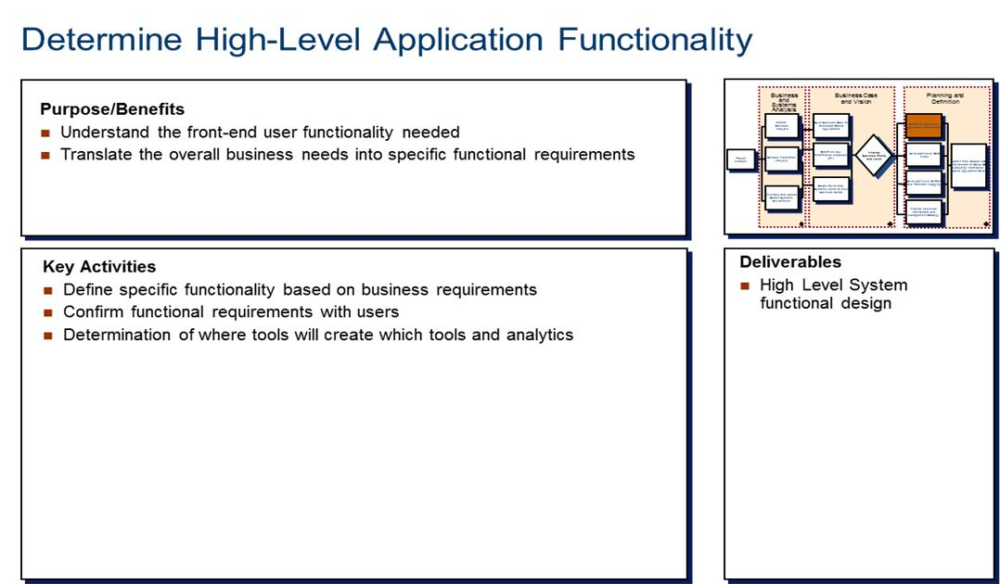 Determine High-Level Application Functionality
Purpose/Benefits
Understand the front-end user functionality needed
Translate the overall business needs into specific functional requirements
Business
and
Systems
Analysis
Business Case
and Vision
Planning and
Definition
Key Activities
Define specific functionality based on business requirements
Confirm functional requirements with users
Determination of where tools will create which tools and analytics
Deliverables
High Level System
functional design